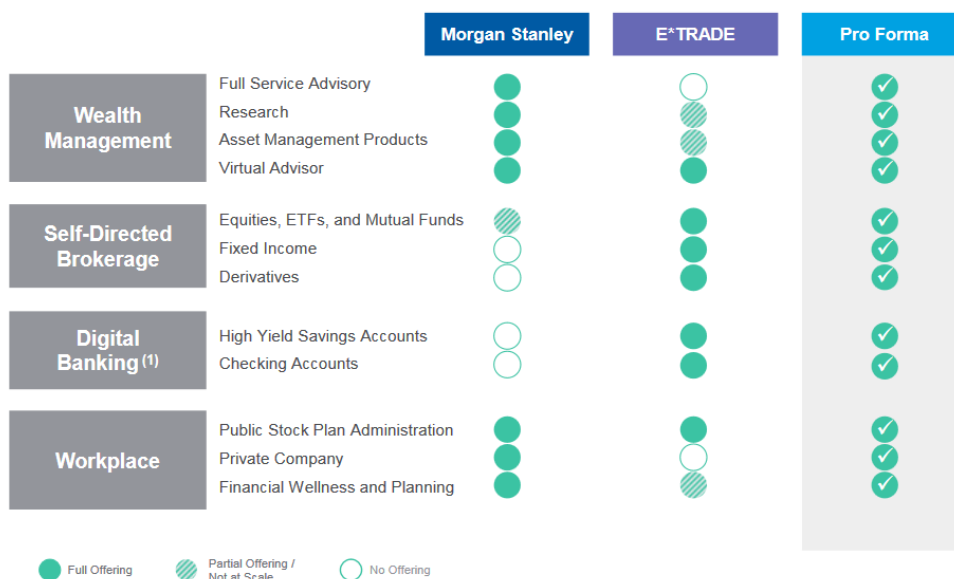 Morgan Stanley
E*TRADE
Pro Forma
Wealth
Management
Full Service Advisory
Research
Asset Management Products
Virtual Advisor
Self-Directed
Brokerage
Equities, ETFs, and Mutual Funds
Fixed Income
Derivatives
Digital
Banking (1)
High Yield Savings Accounts
Checking Accounts
Workplace
Public Stock Plan Administration
Private Company
Financial Wellness and Planning
Full Offering
Partial Offering /
Not at Scale
No Offering